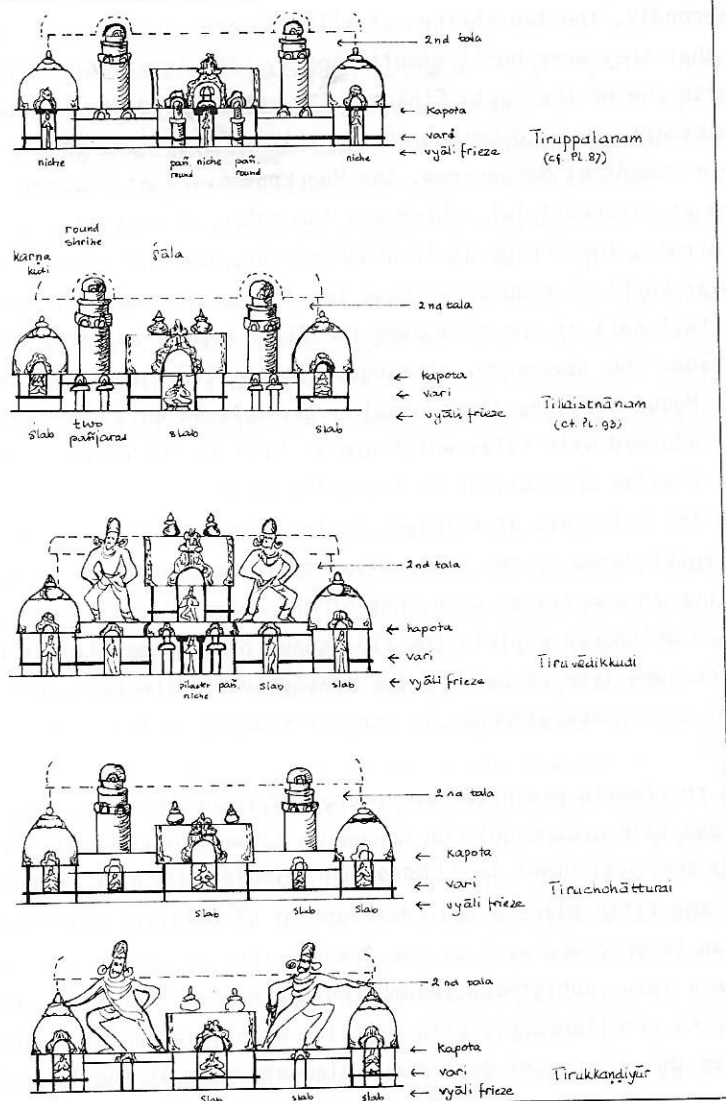 2nd tala
kapota
vari
vyāli frieze
Tiruppalanam
(cf. Pl. 87)
niche
pañ. niche pañ.
round round
niche
round
shrine
karna
kuti
śāla
2nd tala
kapota
vari
vyāli frieze
Tillaistnānam
(cf. Pl. 93)
slab
two
pañjaras
slab
slab
2nd tala
kapota
vari
vyāli frieze
Tiruvēdikkudi
pilaster pañ.
niche
slab
slab
2nd tala
kapota
vari
vyāli frieze
Tiruchchātturai
slab
slab
slab
2nd tala
kapota
vari
vyāli frieze
Tirukkandiyūr
slab
slab
slab